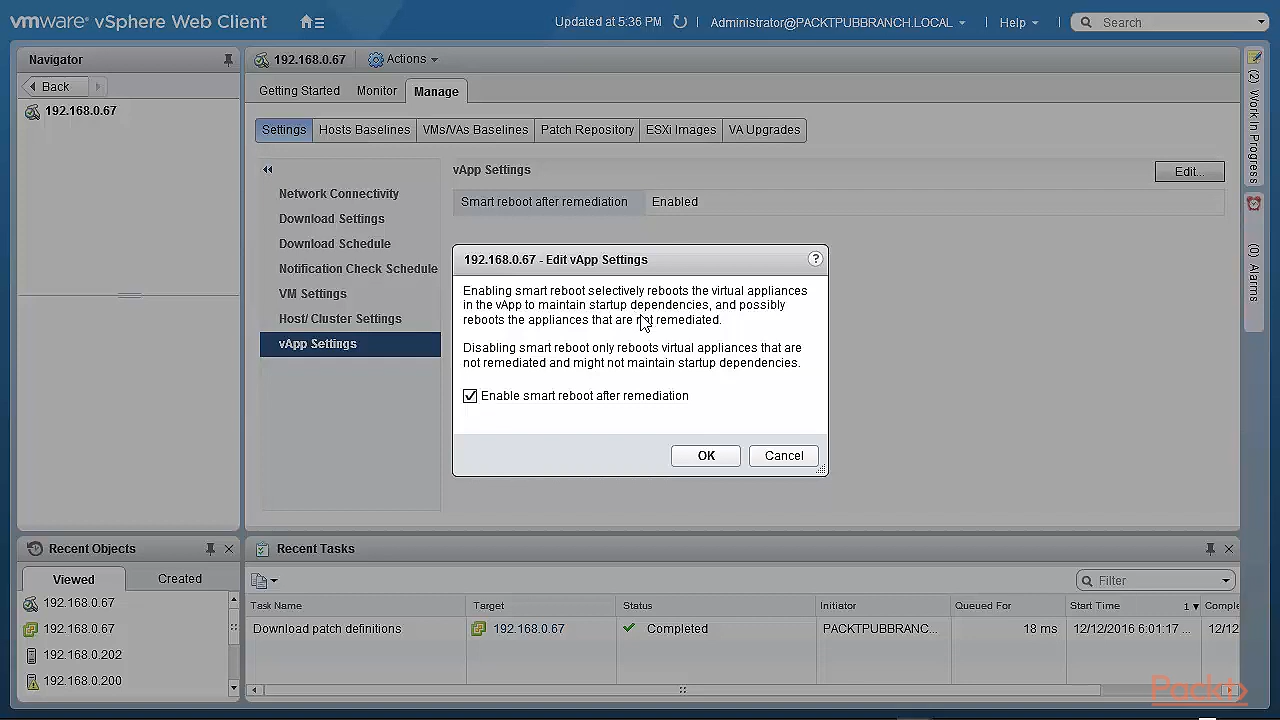 vmware® vSphere Web Client
Updated at 5:36 PM
Administrator@PACKTPUBBRANCH.LOCAL
Help
Search
Navigator
Back
192.168.0.67
192.168.0.67
Actions
Getting Started
Monitor
Manage
Settings
Hosts Baselines
VMs/VAs Baselines
Patch Repository
ESXi Images
VA Upgrades
Network Connectivity
Download Settings
Download Schedule
Notification Check Schedule
VM Settings
Host/ Cluster Settings
vApp Settings
vApp Settings
Edit...
Smart reboot after remediation
Enabled
192.168.0.67 - Edit vApp Settings
?
Enabling smart reboot selectively reboots the virtual appliances
in the vApp to maintain startup dependencies, and possibly
reboots the appliances that are not remediated.
Disabling smart reboot only reboots virtual appliances that are
not remediated and might not maintain startup dependencies.
Enable smart reboot after remediation
OK
Cancel
(2) Work In Progress
(0) Alarms
Recent Objects
Viewed
Created
192.168.0.67
192.168.0.67
192.168.0.202
192.168.0.200
Recent Tasks
Filter
Task Name
Target
Status
Initiator
Queued For
Start Time
1
Comple
Download patch definitions
192.168.0.67
Completed
PACKTPUBBRANC...
18 ms
12/12/2016 6:01:17 ...
12/12
Packt